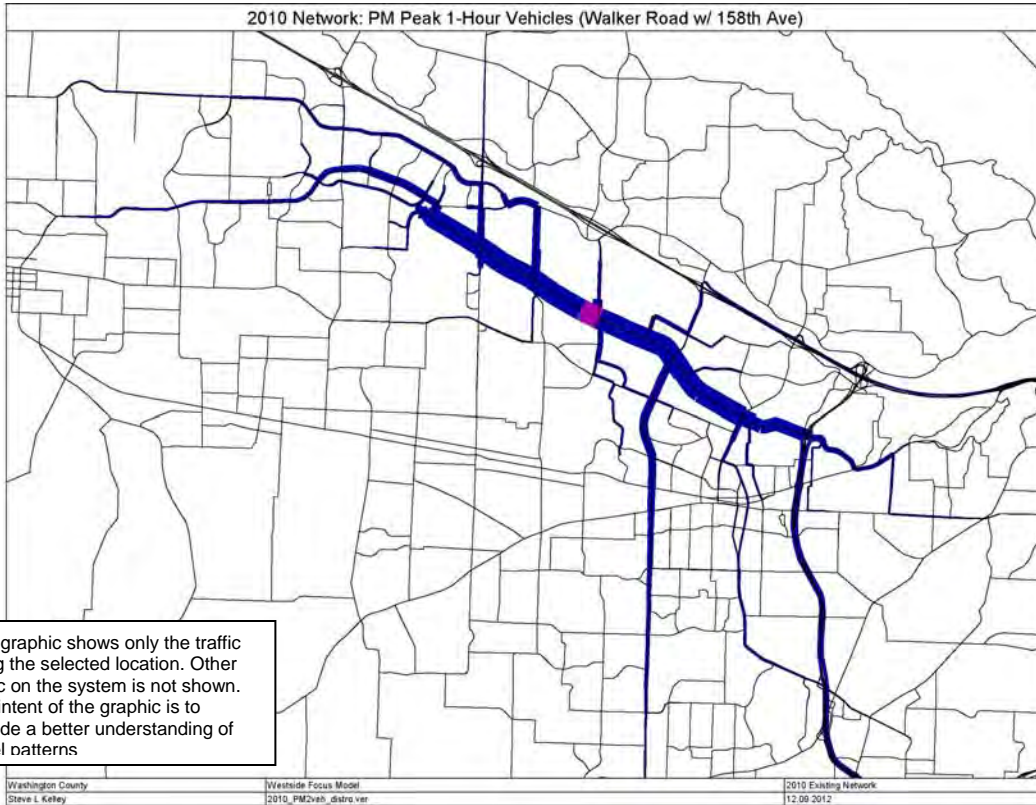 2010 Network: PM Peak 1-Hour Vehicles (Walker Road w/ 158th Ave)
graphic shows only the traffic
the selected location. Other
on the system is not shown.
intent of the graphic is to
a better understanding of
patterns
Washington County
Westside Focus Model
2010 Existing Network
Steve L Kelley
2010_PM2veh_distro.ver
12.09.2012